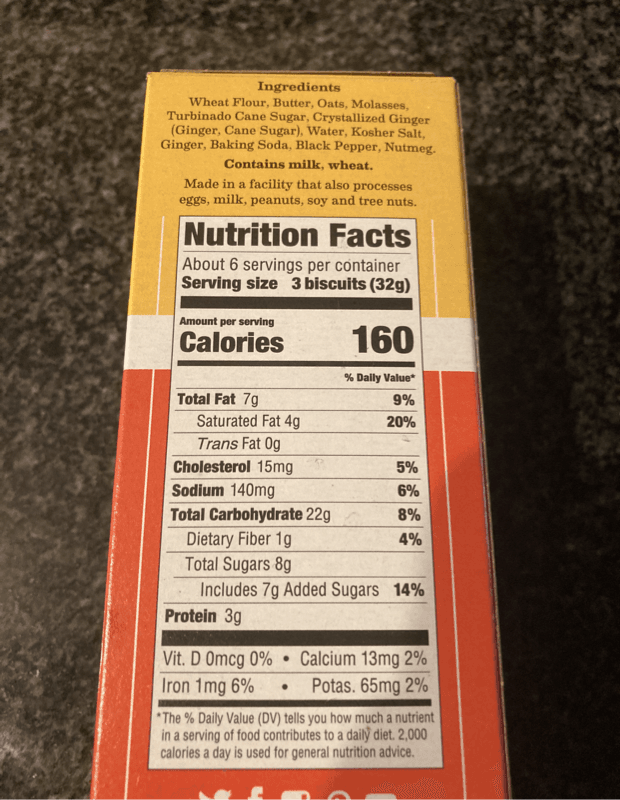 Ingredients
Wheat Flour, Butter, Oats, Molasses,
Turbinado Cane Sugar, Crystallized Ginger
(Ginger, Cane Sugar), Water, Kosher Salt,
Ginger, Baking Soda, Black Pepper, Nutmeg.
Contains milk, wheat.
Made in a facility that also processes
eggs, milk, peanuts, soy and tree nuts.
Nutrition Facts
About 6 servings per container
Serving size 3 biscuits (32g)
Amount per serving
Calories 160
% Daily Value*
Total Fat 7g 9%
Saturated Fat 4g 20%
Trans Fat 0g
Cholesterol 15mg 5%
Sodium 140mg 6%
Total Carbohydrate 22g 8%
Dietary Fiber 1g 4%
Total Sugars 8g
Includes 7g Added Sugars 14%
Protein 3g
Vit. D 0mcg 0% • Calcium 13mg 2%
Iron 1mg 6% • Potas. 65mg 2%
*The % Daily Value (DV) tells you how much a nutrient
in a serving of food contributes to a daily diet. 2,000
calories a day is used for general nutrition advice.